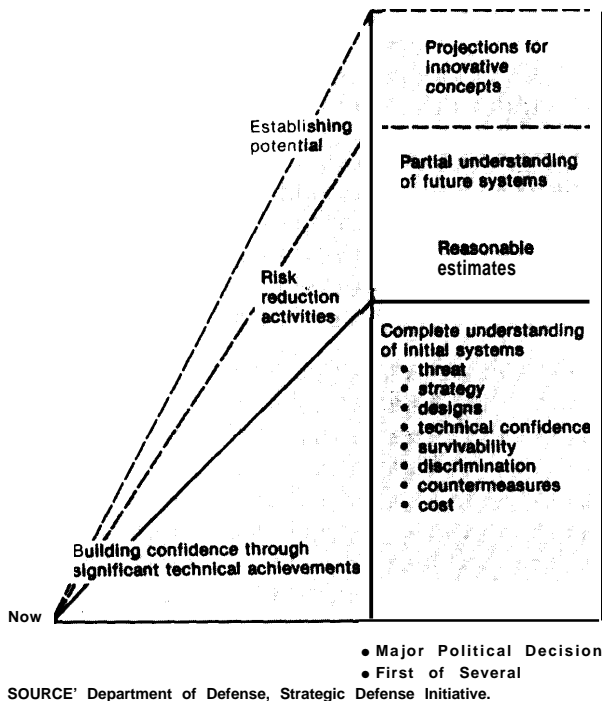 Projections for
innovative
concepts
Establishing
potential
Partial understanding
of future systems
Reasonable
estimates
Risk
reduction
activities
Complete understanding
of initial systems
• threat
• strategy
• designs
• technical confidence
• survivability
• discrimination
• countermeasures
• cost
Building confidence through
significant technical achievements
Now
• Major Political Decision
• First of Several
SOURCE' Department of Defense, Strategic Defense Initiative.